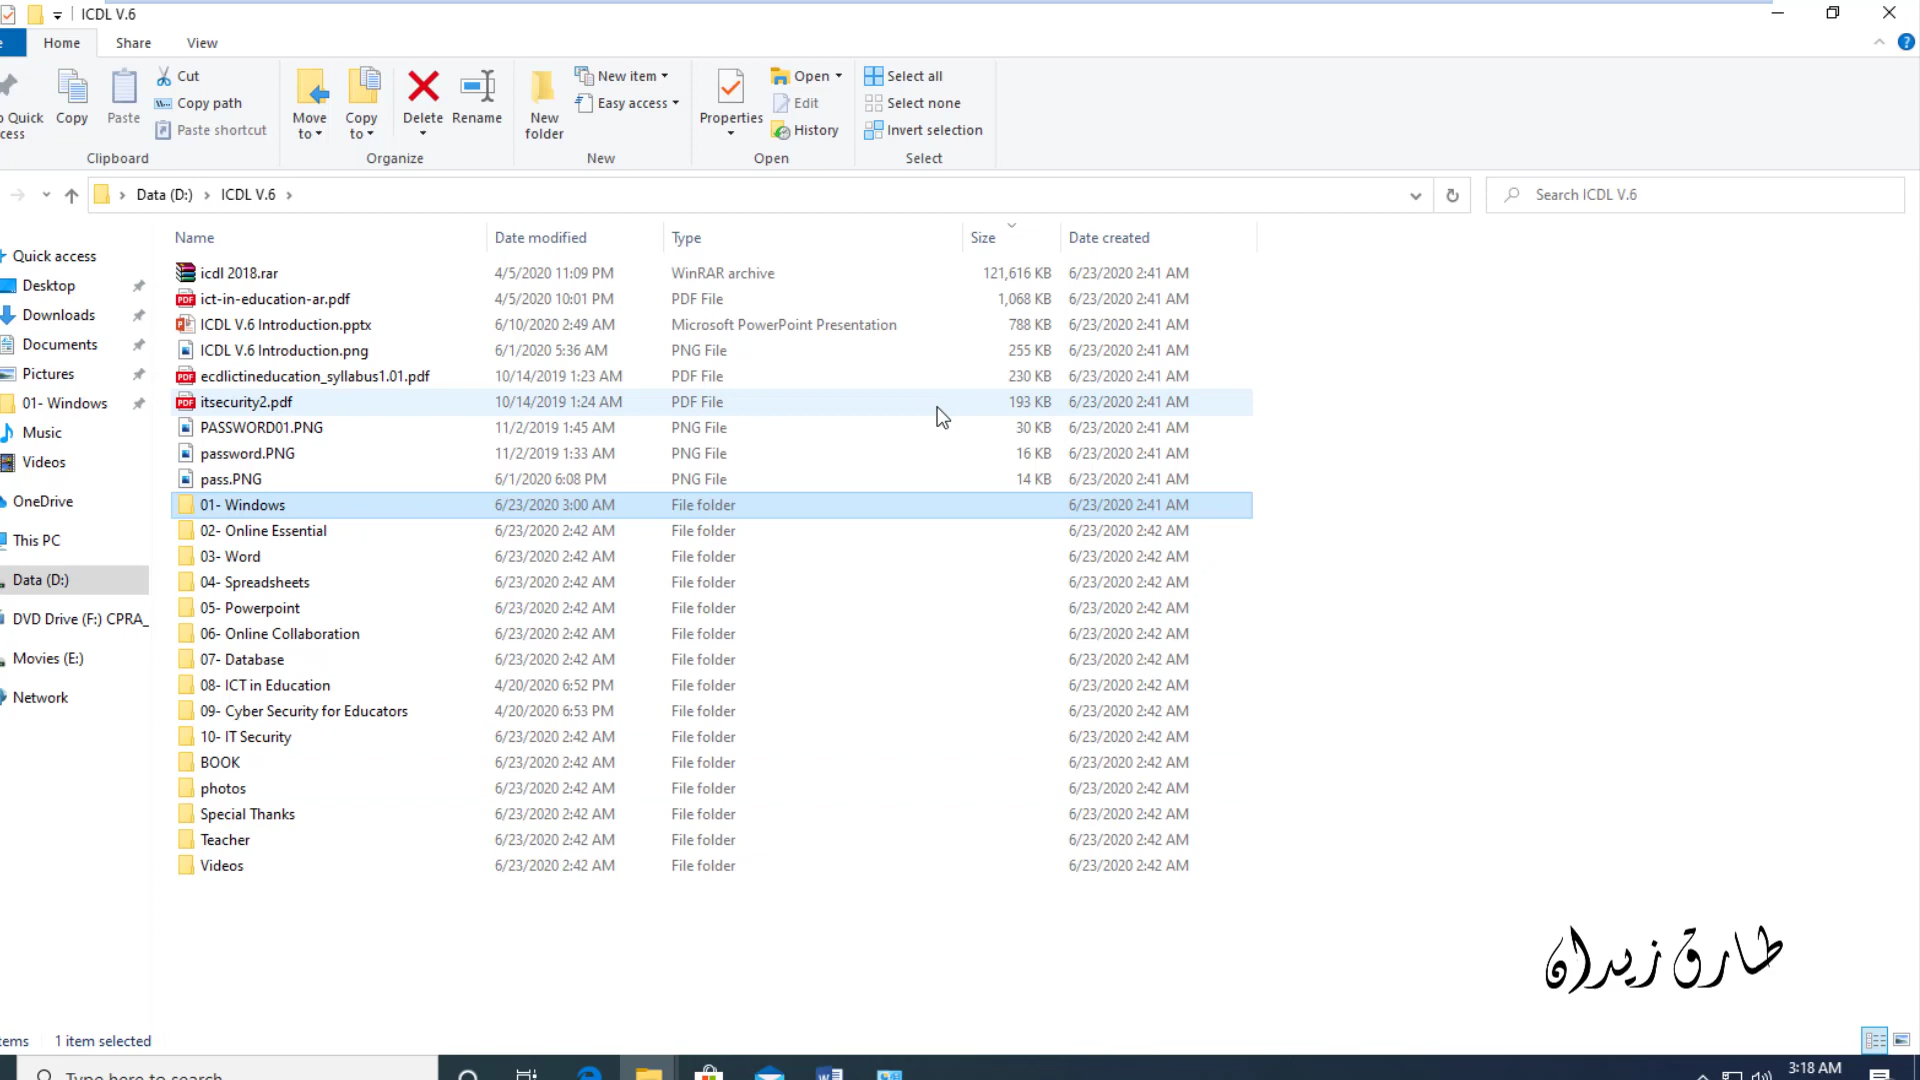 ICDL V.6
Home Share View
Cut
Copy path
Paste shortcut
Quick
Copy
Paste
Clipboard
Move to
Copy to
Delete
Rename
Organize
New folder
New item
Easy access
New
Properties
Open
Edit
History
Open
Select all
Select none
Invert selection
Select
Data (D:) ICDL V.6
Search ICDL V.6
Quick access
Desktop
Downloads
Documents
Pictures
01- Windows
Music
Videos
OneDrive
This PC
Data (D:)
DVD Drive (F:) CPRA_
Movies (E:)
Network
Name Date modified Type Size Date created
icdl 2018.rar 4/5/2020 11:09 PM WinRAR archive 121,616 KB 6/23/2020 2:41 AM
PDF ict-in-education-ar.pdf 4/5/2020 10:01 PM PDF File 1,068 KB 6/23/2020 2:41 AM
ICDL V.6 Introduction.pptx 6/10/2020 2:49 AM Microsoft PowerPoint Presentation 788 KB 6/23/2020 2:41 AM
ICDL V.6 Introduction.png 6/1/2020 5:36 AM PNG File 255 KB 6/23/2020 2:41 AM
PDF ecdlictineducation_syllabus1.01.pdf 10/14/2019 1:23 AM PDF File 230 KB 6/23/2020 2:41 AM
PDF itsecurity2.pdf 10/14/2019 1:24 AM PDF File 193 KB 6/23/2020 2:41 AM
PASSWORD01.PNG 11/2/2019 1:45 AM PNG File 30 KB 6/23/2020 2:41 AM
password.PNG 11/2/2019 1:33 AM PNG File 16 KB 6/23/2020 2:41 AM
pass.PNG 6/1/2020 6:08 PM PNG File 14 KB 6/23/2020 2:41 AM
01- Windows 6/23/2020 3:00 AM File folder 6/23/2020 2:41 AM
02- Online Essential 6/23/2020 2:42 AM File folder 6/23/2020 2:42 AM
03- Word 6/23/2020 2:42 AM File folder 6/23/2020 2:42 AM
04- Spreadsheets 6/23/2020 2:42 AM File folder 6/23/2020 2:42 AM
05- Powerpoint 6/23/2020 2:42 AM File folder 6/23/2020 2:42 AM
06- Online Collaboration 6/23/2020 2:42 AM File folder 6/23/2020 2:42 AM
07- Database 6/23/2020 2:42 AM File folder 6/23/2020 2:42 AM
08- ICT in Education 4/20/2020 6:52 PM File folder 6/23/2020 2:42 AM
09- Cyber Security for Educators 4/20/2020 6:53 PM File folder 6/23/2020 2:42 AM
10- IT Security 6/23/2020 2:42 AM File folder 6/23/2020 2:42 AM
BOOK 6/23/2020 2:42 AM File folder 6/23/2020 2:42 AM
photos 6/23/2020 2:42 AM File folder 6/23/2020 2:42 AM
Special Thanks 6/23/2020 2:42 AM File folder 6/23/2020 2:42 AM
Teacher 6/23/2020 2:42 AM File folder 6/23/2020 2:42 AM
Videos 6/23/2020 2:42 AM File folder 6/23/2020 2:42 AM
طارق زيدان
1 item selected
Type here to search
3:18 AM